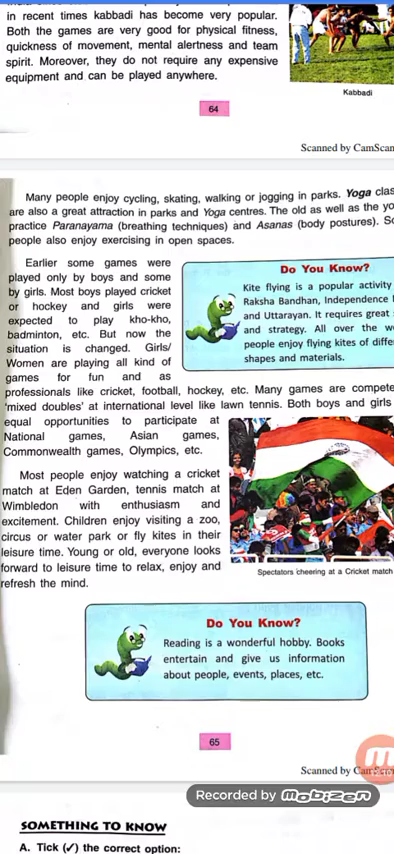 in recent times kabbadi has become very popular.
Both the games are very good for physical fitness,
quickness of movement, mental alertness and team
spirit. Moreover, they do not require any expensive
equipment and can be played anywhere.
Kabbadi
64
Scanned by CamScan
Many people enjoy cycling, skating, walking or jogging in parks. Yoga clas
are also a great attraction in parks and Yoga centres. The old as well as the yo
practice Paranayama (breathing techniques) and Asanas (body postures). So
people also enjoy exercising in open spaces.
Earlier some games were
played only by boys and some
by girls. Most boys played cricket
or hockey and girls were
expected to play kho-kho,
badminton, etc. But now the
situation is changed. Girls/
Women are playing all kind of
games for fun and as
Do You Know?
Kite flying is a popular activity
Raksha Bandhan, Independence
and Uttarayan. It requires great
and strategy. All over the w
people enjoy flying kites of diffe
shapes and materials.
professionals like cricket, football, hockey, etc. Many games are compete
'mixed doubles' at international level like lawn tennis. Both boys and girls
equal opportunities to participate at
National games, Asian games,
Commonwealth games, Olympics, etc.
Most people enjoy watching a cricket
match at Eden Garden, tennis match at
Wimbledon with enthusiasm and
excitement. Children enjoy visiting a zoo,
circus or water park or fly kites in their
leisure time. Young or old, everyone looks
forward to leisure time to relax, enjoy and
refresh the mind.
Spectators cheering at a Cricket match
Do You Know?
Reading is a wonderful hobby. Books
entertain and give us information
about people, events, places, etc.
65
Scanned by
Recorded by mobizen
SOMETHING TO KNOW
A. Tick (✓) the correct option: